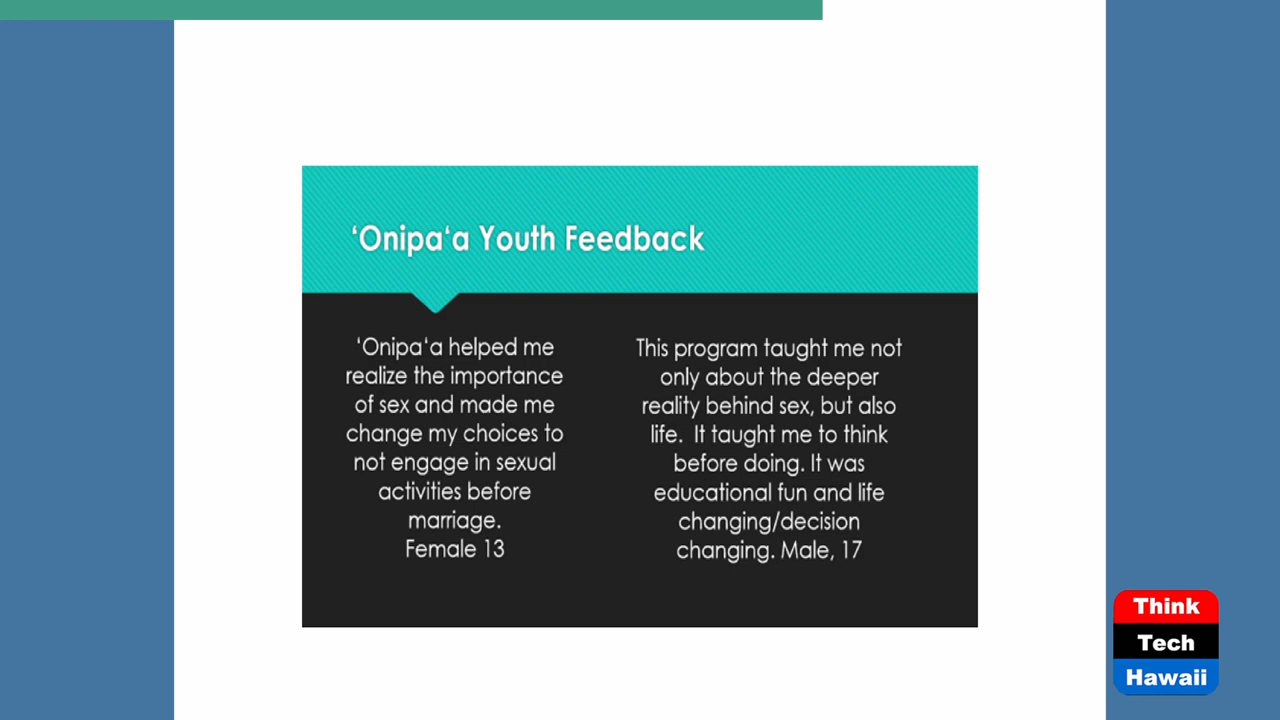 ‘Onipa‘a Youth Feedback
‘Onipa‘a helped me
realize the importance
of sex and made me
change my choices to
not engage in sexual
activities before
marriage.
Female 13
This program taught me not
only about the deeper
reality behind sex, but also
life.  It taught me to think
before doing. It was
educational fun and life
changing/decision
changing. Male, 17
Think
Tech
Hawaii